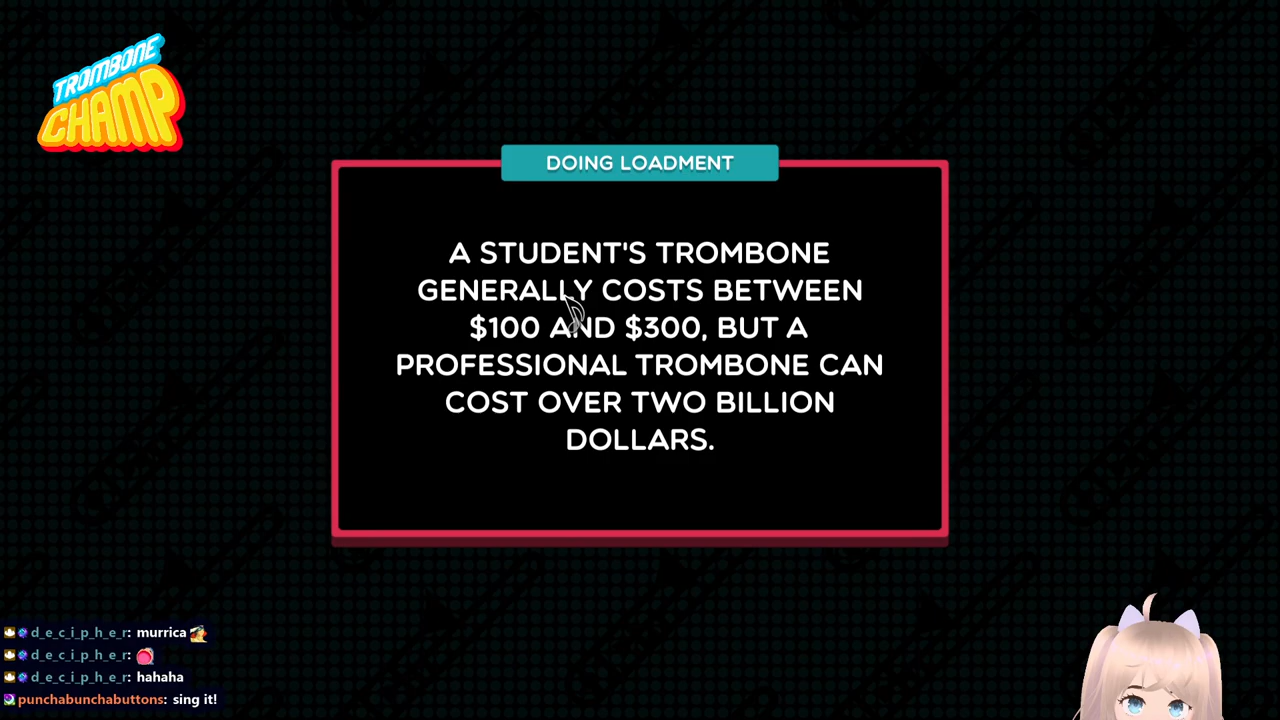 TROMBONE
CHAMP
DOING LOADMENT
A STUDENT'S TROMBONE
GENERALLY COSTS BETWEEN
$100 AND $300, BUT A
PROFESSIONAL TROMBONE CAN
COST OVER TWO BILLION
DOLLARS.
d_e_c_i_p_h_e_r: murrica
d_e_c_i_p_h_e_r:
d_e_c_i_p_h_e_r: hahaha
punchabunchabuttons: sing it!